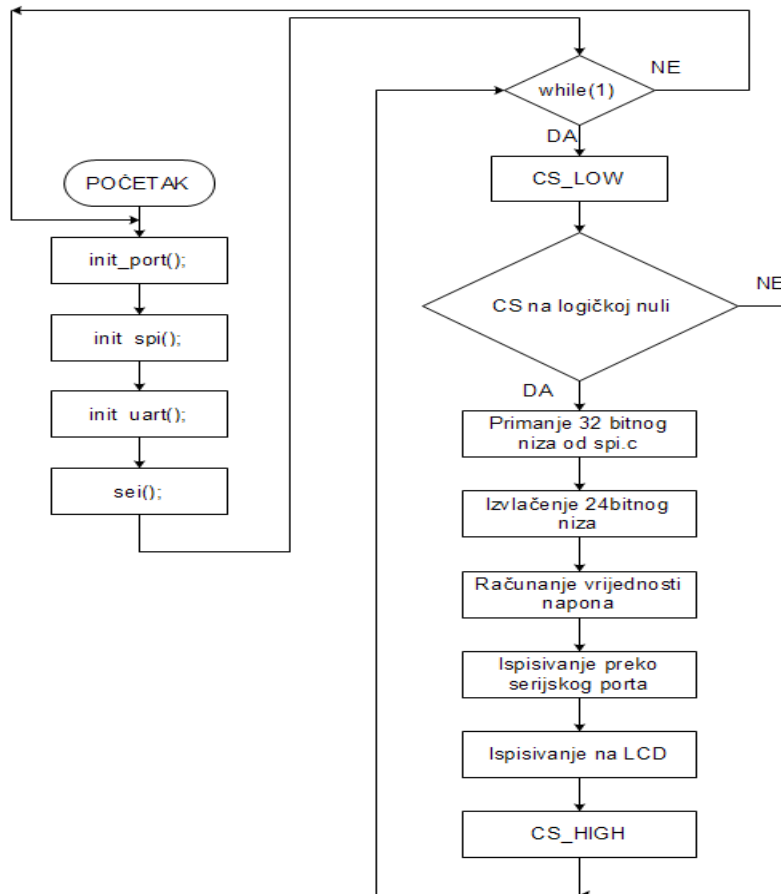 POČETAK
init_port();
init spi();
init uart();
sei();
while(1)
NE
DA
CS_LOW
CS na logičkoj nuli
NE
DA
Primanje 32 bitnog
niza od spi.c
Izvlačenje 24bitnog
niza
Računanje vrijednosti
napona
Ispisivanje preko
serijskog porta
Ispisivanje na LCD
CS_HIGH